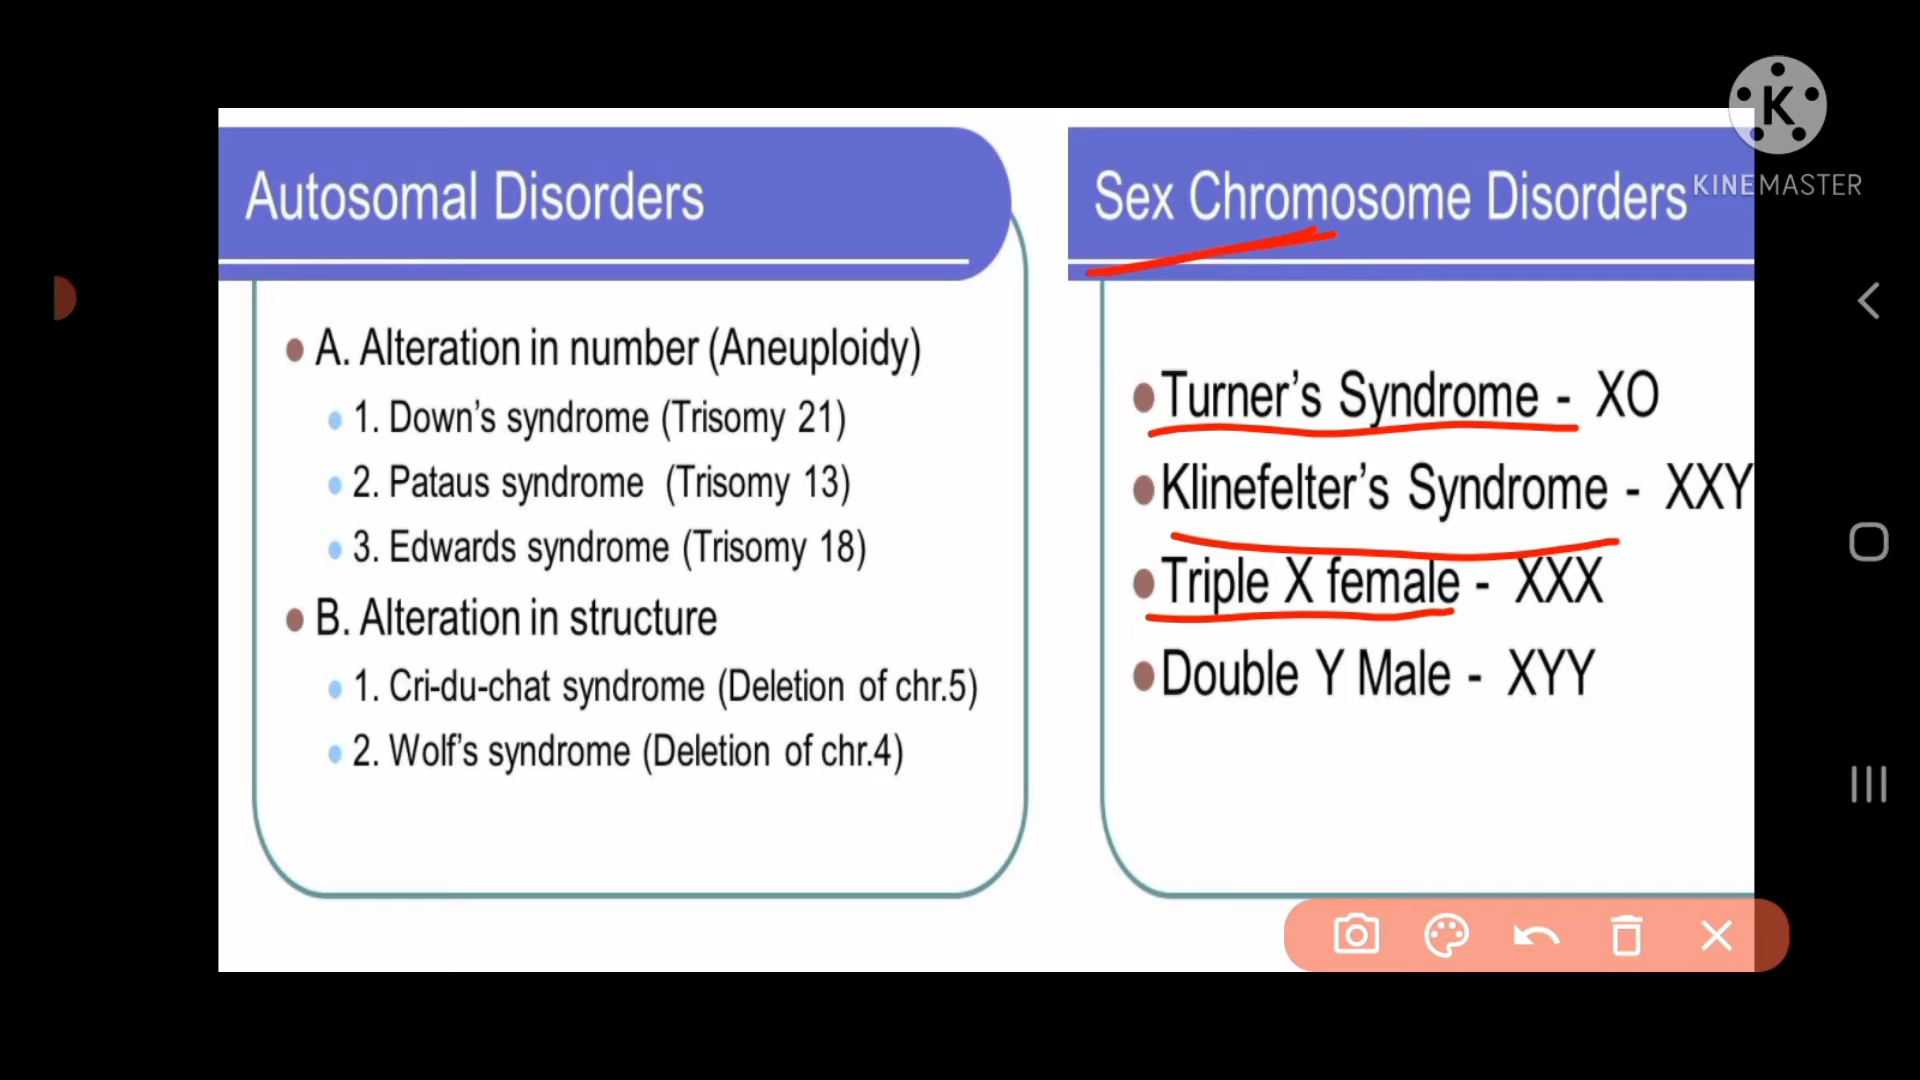 Autosomal Disorders
A. Alteration in number (Aneuploidy)
1. Down's syndrome (Trisomy 21)
2. Pataus syndrome (Trisomy 13)
3. Edwards syndrome (Trisomy 18)
B. Alteration in structure
1. Cri-du-chat syndrome (Deletion of chr.5)
2. Wolf's syndrome (Deletion of chr.4)
Sex Chromosome Disorders
Turner's Syndrome - XO
Klinefelter's Syndrome - XXY
Triple X female - XXX
Double Y Male - XYY
K
KINEMASTER